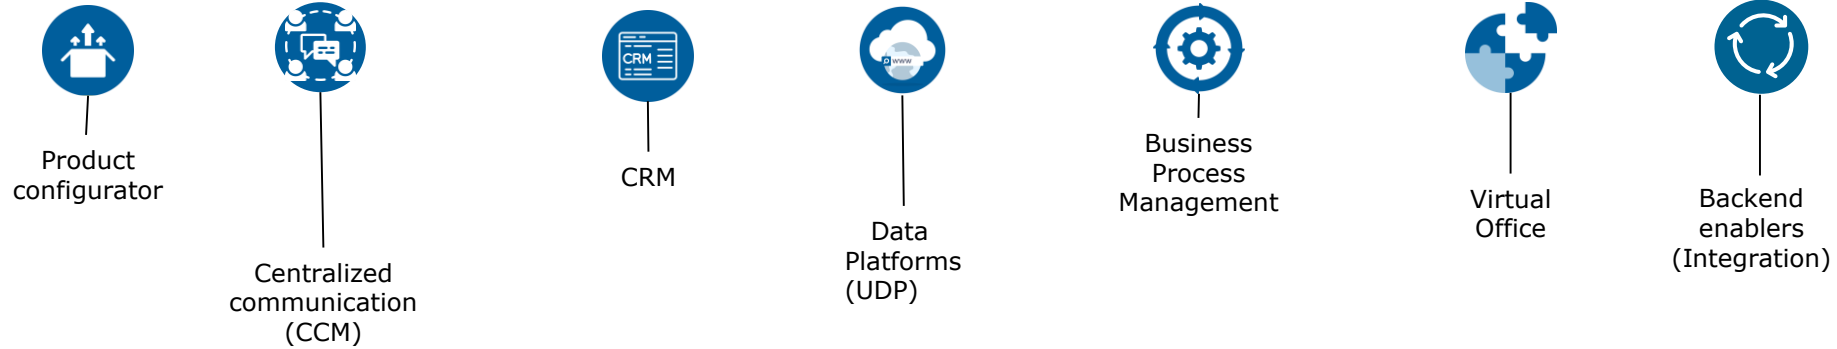 Product
configurator
Centralized
communication
(CCM)
CRM
CRM
www
Data
Platforms
(UDP)
Business
Process
Management
Virtual
Office
Backend
enablers
(Integration)